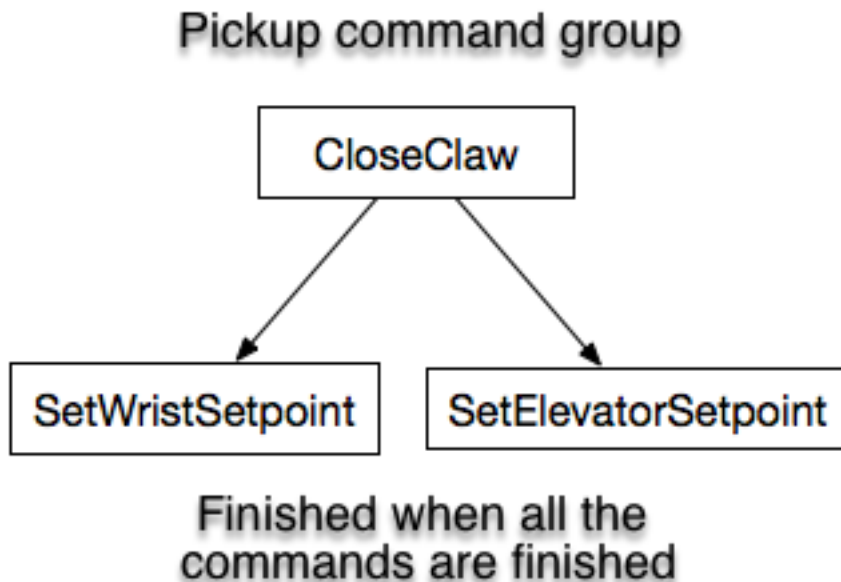 Pickup command group
CloseClaw
SetWristSetpoint
SetElevatorSetpoint
Finished when all the
commands are finished